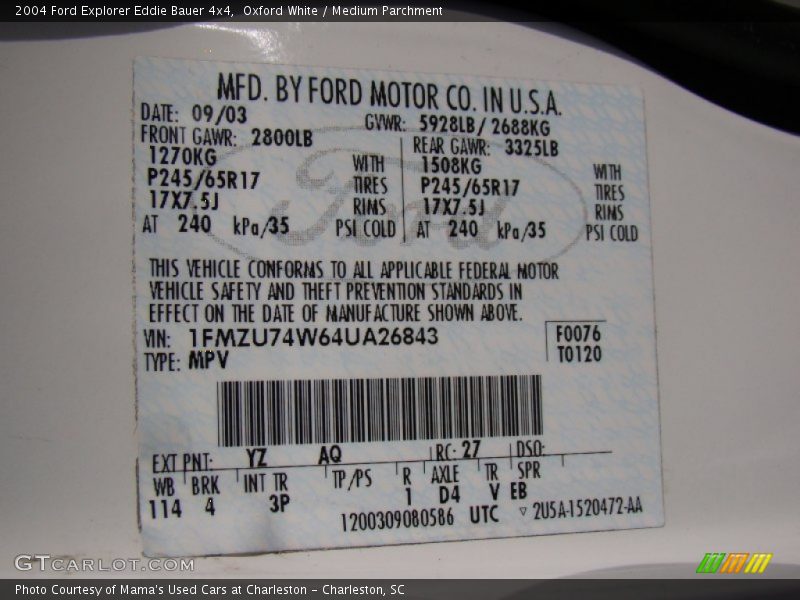 2004 Ford Explorer Eddie Bauer 4x4, Oxford White / Medium Parchment
MFD. BY FORD MOTOR CO. IN U.S.A.
DATE: 09/03 GVWR: 5928LB/ 2688KG
FRONT GAWR: 2800LB REAR GAWR: 3325LB
1270KG WITH 1508KG WITH
P245/65R17 TIRES P245/65R17 TIRES
17X7.5J RIMS 17X7.5J RIMS
AT 240 kPa/35 PSI COLD AT 240 kPa/35 PSI COLD
Ford
THIS VEHICLE CONFORMS TO ALL APPLICABLE FEDERAL MOTOR
VEHICLE SAFETY AND THEFT PREVENTION STANDARDS IN
EFFECT ON THE DATE OF MANUFACTURE SHOWN ABOVE.
VIN: 1FMZU74W64UA26843 F0076
TYPE: MPV T0120
EXT PNT: YZ AQ RC: 27 DSO:
WB BRK INT TR TP/PS R AXLE TR SPR
114 4 3P 1 D4 V EB
1200309080586 UTC ▽ 2U5A-1520472-AA
GTCARLOT.COM
Photo Courtesy of Mama's Used Cars at Charleston - Charleston, SC